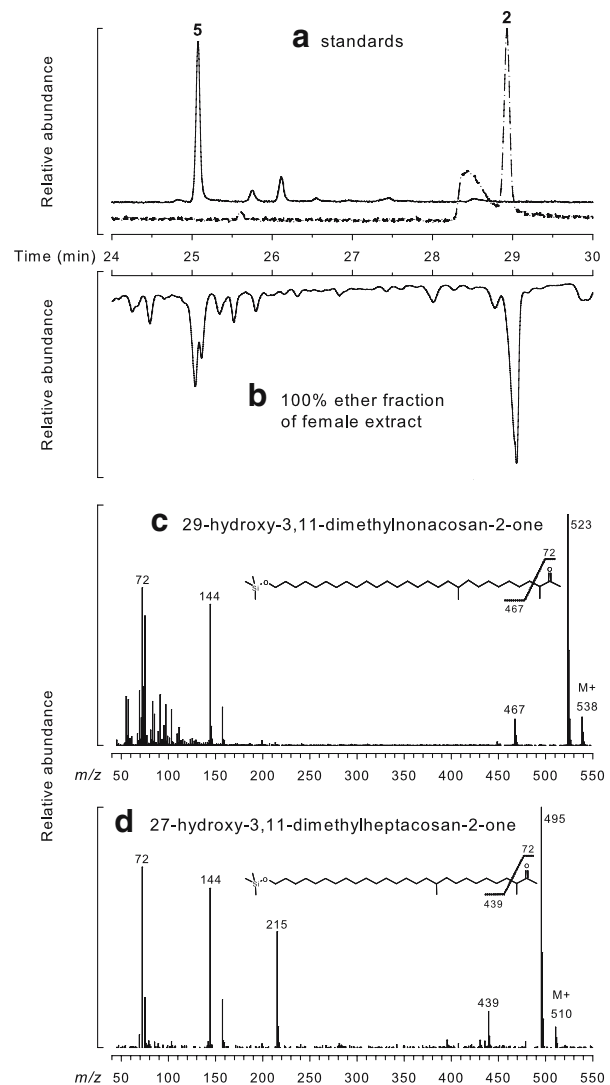 5
2
a standards
Relative abundance
Time (min) 24 25 26 27 28 29 30
Relative abundance
b 100% ether fraction
of female extract
c 29-hydroxy-3,11-dimethylnonacosan-2-one
523
72
Si O O
72
144
467
467
M+
538
m/z 50 100 150 200 250 300 350 400 450 500 550
Relative abundance
d 27-hydroxy-3,11-dimethylheptacosan-2-one
495
72
72
144
Si O O
439
215
439
M+
510
m/z 50 100 150 200 250 300 350 400 450 500 550